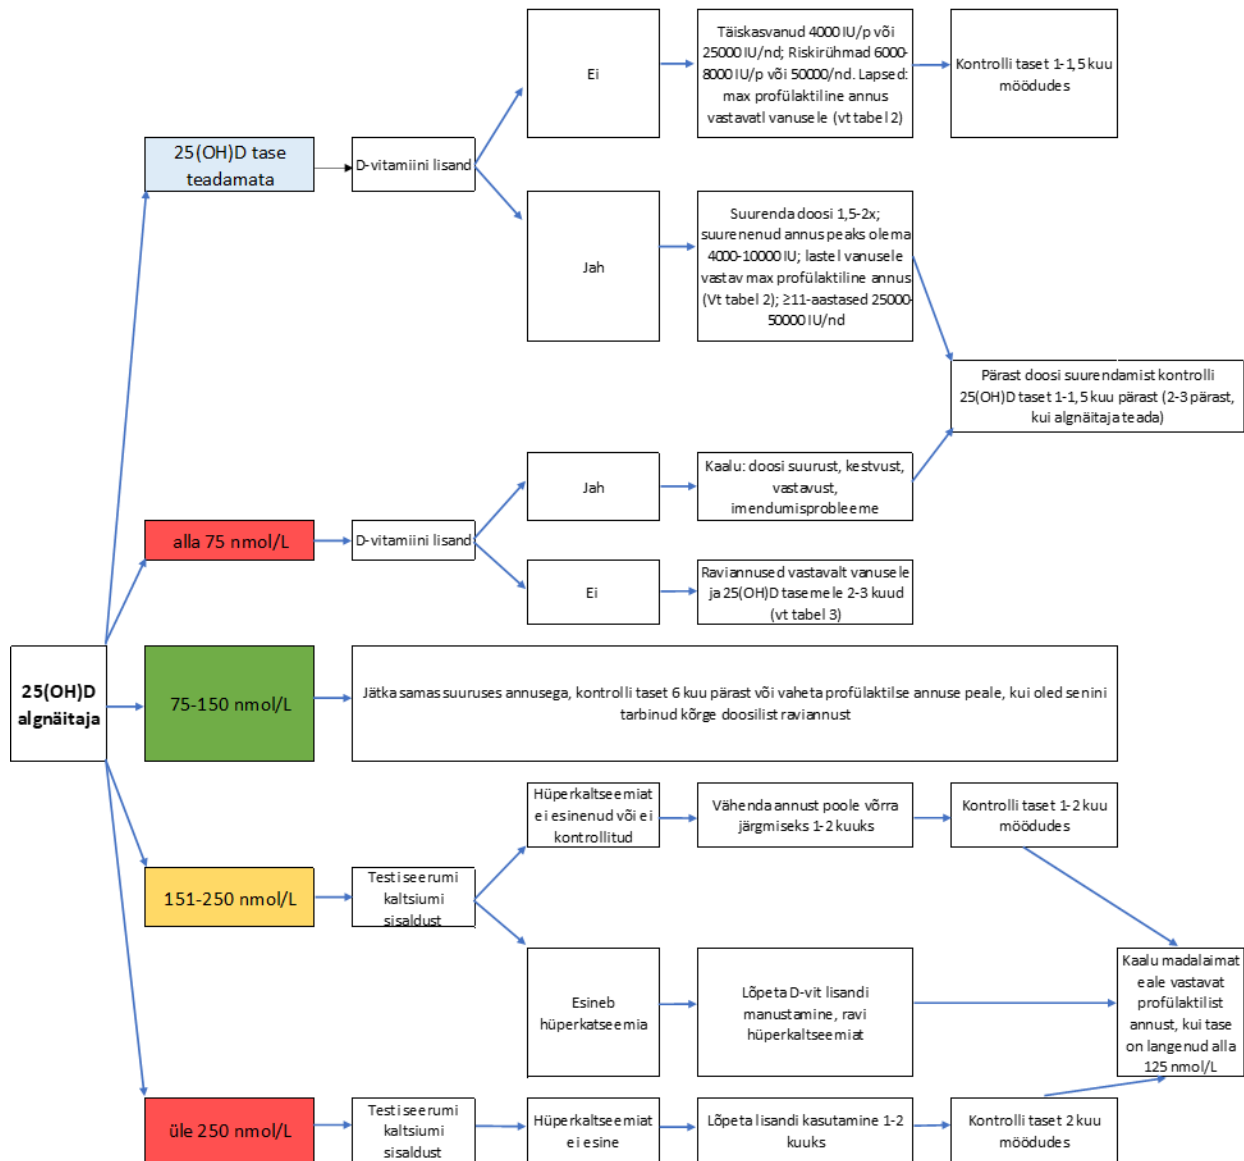 Ei
Täiskasvanud 4000 IU/p või
25000 IU/nd; Riskirühmad 6000-
8000 IU/p või 50000/nd. Lapsed:
max profülaktiline annus
vastavatl vanusele (vt tabel 2)
Kontrolli taset 1-1,5 kuu
möödudes
25(OH)D tase
teadamata
D-vitamiini lisand
Jah
Suurenda doosi 1,5-2x;
suurenenud annus peaks olema
4000-10000 IU; lastel vanusele
vastav max profülaktiline annus
(Vt tabel 2); ≥11-aastased 25000-
50000 IU/nd
Pärast doosi suurendamist kontrolli
25(OH)D taset 1-1,5 kuu pärast (2-3 pärast,
kui algnäitaja teada)
alla 75 nmol/L
D-vitamiini lisand
Jah
Kaalu: doosi suurust, kestvust,
vastavust,
imendumisprobleeme
Ei
Raviannused vastavalt vanusele
ja 25(OH)D tasemele 2-3 kuud
(vt tabel 3)
25(OH)D
algnäitaja
75-150 nmol/L
Jätka samas suuruses annusega, kontrolli taset 6 kuu pärast või vaheta profülaktilse annuse peale, kui oled senini
tarbinud kõrge doosilist raviannust
151-250 nmol/L
Testi seerumi
kaltsiumi
sisaldust
Hüperkaltseemiat
ei esinenud või ei
kontrollitud
Vähenda annust poole võrra
järgmiseks 1-2 kuuks
Kontrolli taset 1-2 kuu
möödudes
Esineb
hüperkatseemia
Lõpeta D-vit lisandi
manustamine, ravi
hüperkaltseemiat
Kaalu madalaimat
eale vastavat
profülaktilist
annust, kui tase
on langenud alla
125 nmol/L
üle 250 nmol/L
Testi seerumi
kaltsiumi
sisaldust
Hüperkaltseemiat
ei esine
Lõpeta lisandi kasutamine 1-2
kuuks
Kontrolli taset 2 kuu
möödudes